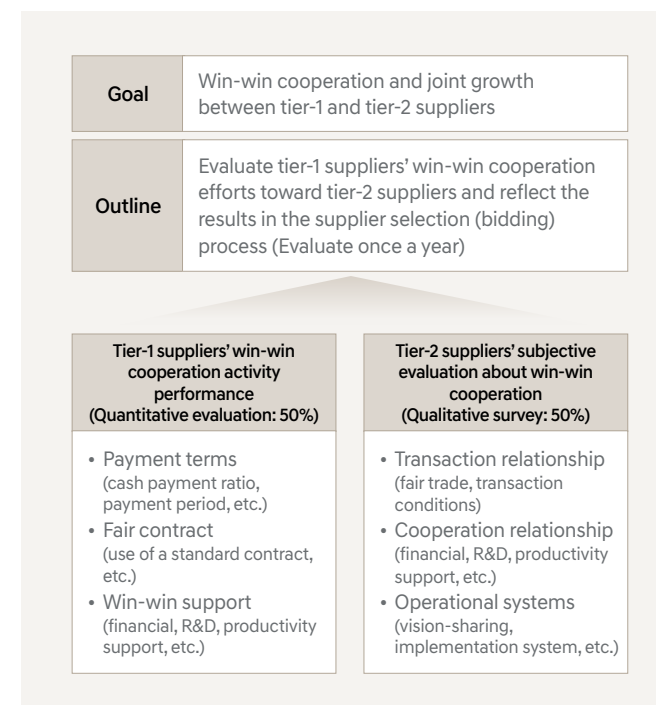 Goal
Win-win cooperation and joint growth
between tier-1 and tier-2 suppliers
Outline
Evaluate tier-1 suppliers’ win-win cooperation
efforts toward tier-2 suppliers and reflect the
results in the supplier selection (bidding)
process (Evaluate once a year)
Tier-1 suppliers’ win-win
cooperation activity
performance
(Quantitative evaluation: 50%)
• Payment terms
(cash payment ratio,
payment period, etc.)
• Fair contract
(use of a standard contract,
etc.)
• Win-win support
(financial, R&D, productivity
support, etc.)
Tier-2 suppliers’ subjective
evaluation about win-win
cooperation
(Qualitative survey: 50%)
• Transaction relationship
(fair trade, transaction
conditions)
• Cooperation relationship
(financial, R&D, productivity
support, etc.)
• Operational systems
(vision-sharing,
implementation system, etc.)